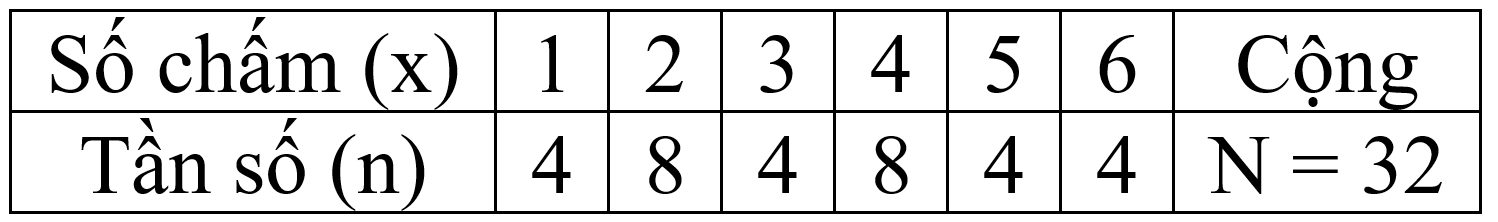 Số chấm (x) 1 2 3 4 5 6 Cộng
Tần số (n) 4 8 4 8 4 4 N = 32